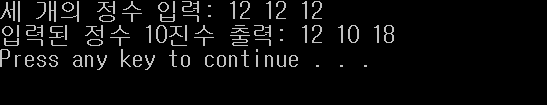 세 개의 정수 입력: 12 12 12
입력된 정수 10진수 출력: 12 10 18
Press any key to continue . . .